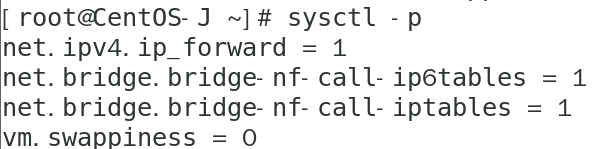 [root@CentOS-J ~]# sysctl -p
net.ipv4.ip_forward = 1
net.bridge.bridge-nf-call-ip6tables = 1
net.bridge.bridge-nf-call-iptables = 1
vm.swappiness = 0